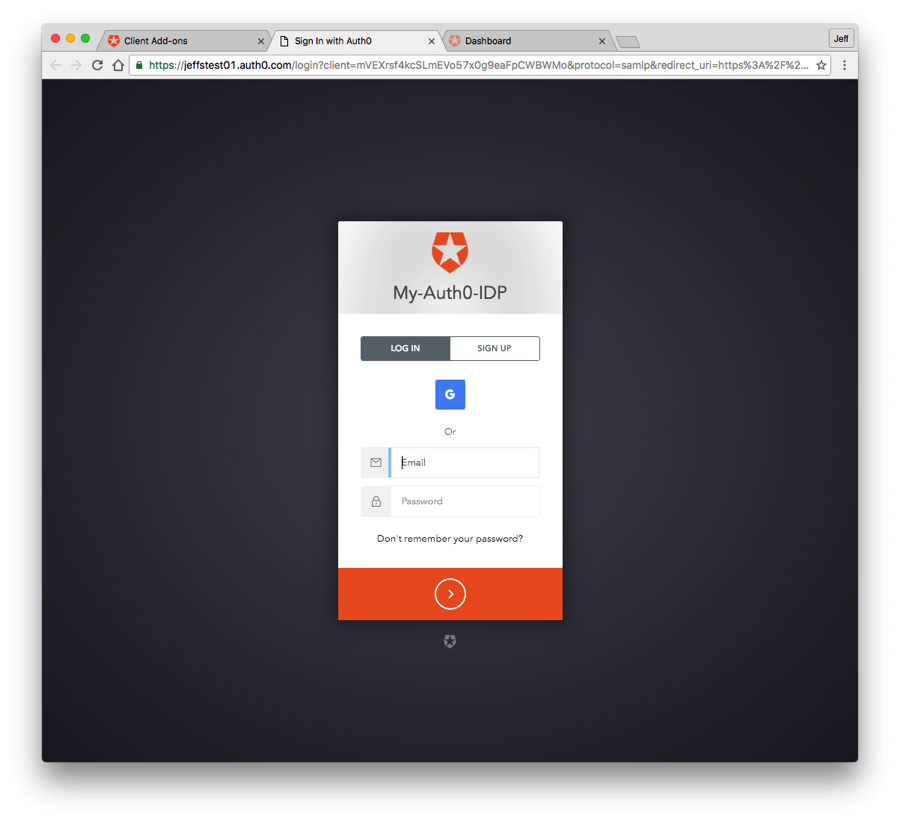 Client Add-ons
Sign In with Auth0
Dashboard
Jeff
https://jeffstest01.auth0.com/login?client=mVEXrsf4kcSLmEVo57x0g9eaFpCWBWMo&protocol=samlp&redirect_uri=https%3A%2F%2...
My-Auth0-IDP
LOG IN
SIGN UP
G
Or
Email
Password
Don't remember your password?